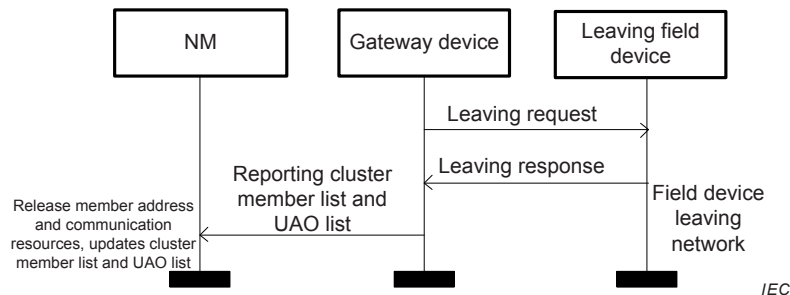 NM
Gateway device
Leaving field
device
Leaving request
Leaving response
Reporting cluster
member list and
UAO list
Release member address
and communication
resources, updates cluster
member list and UAO list
Field device
leaving
network
IEC